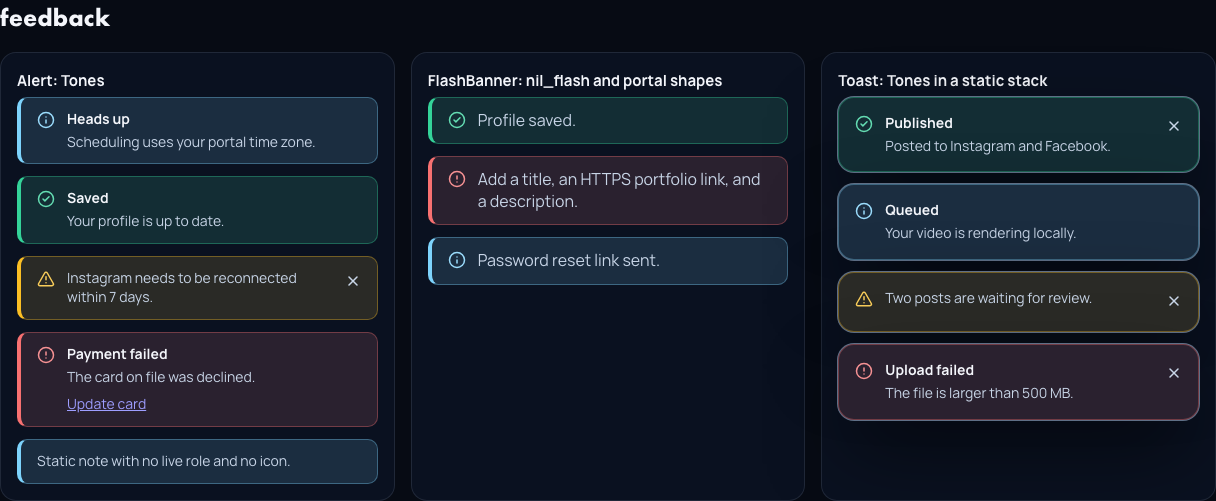 feedback
Alert: Tones
Heads up
Scheduling uses your portal time zone.
Saved
Your profile is up to date.
Instagram needs to be reconnected
within 7 days.
Payment failed
The card on file was declined.
Update card
Static note with no live role and no icon.
FlashBanner: nil_flash and portal shapes
Profile saved.
Add a title, an HTTPS portfolio link, and
a description.
Password reset link sent.
Toast: Tones in a static stack
Published
Posted to Instagram and Facebook.
Queued
Your video is rendering locally.
Two posts are waiting for review.
Upload failed
The file is larger than 500 MB.